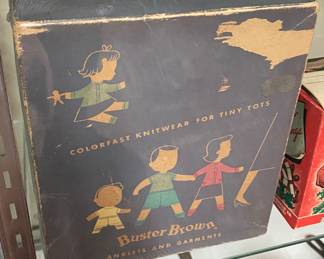 COLORFAST KNITWEAR FOR TINY TOTS
Buster Brown
ANKLETS AND GARMENTS